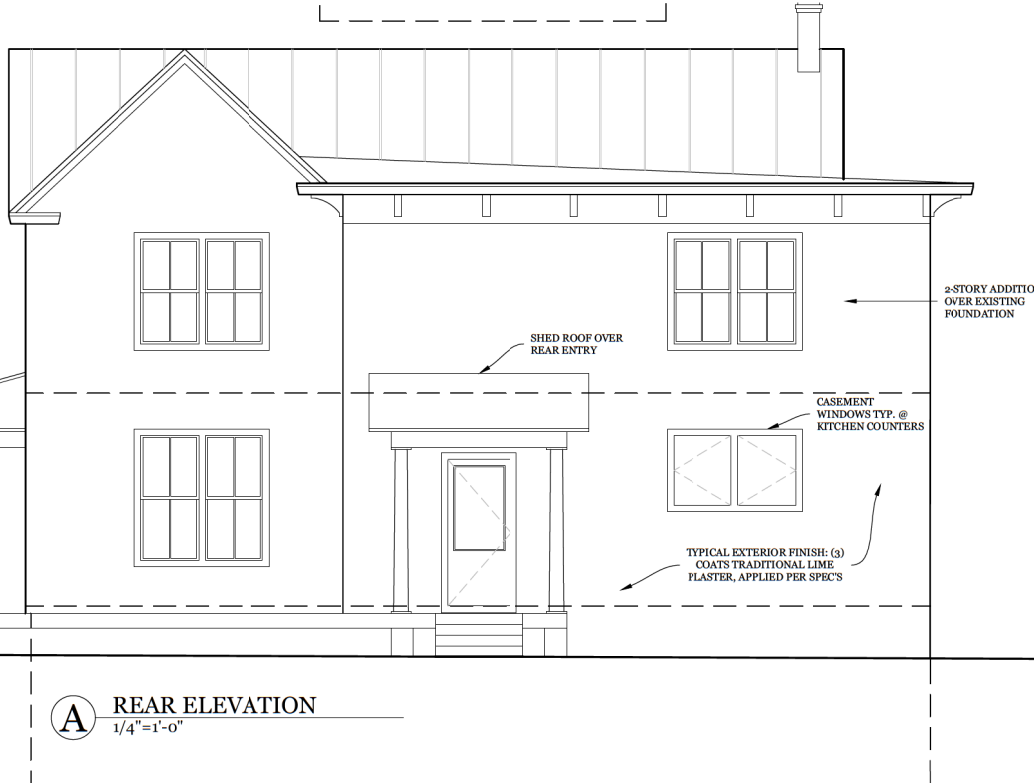 2-STORY ADDITIO
OVER EXISTING
FOUNDATION
SHED ROOF OVER
REAR ENTRY
CASEMENT
WINDOWS TYP. @
KITCHEN COUNTERS
TYPICAL EXTERIOR FINISH: (3)
COATS TRADITIONAL LIME
PLASTER, APPLIED PER SPEC'S
A
REAR ELEVATION
1/4"=1'-0"